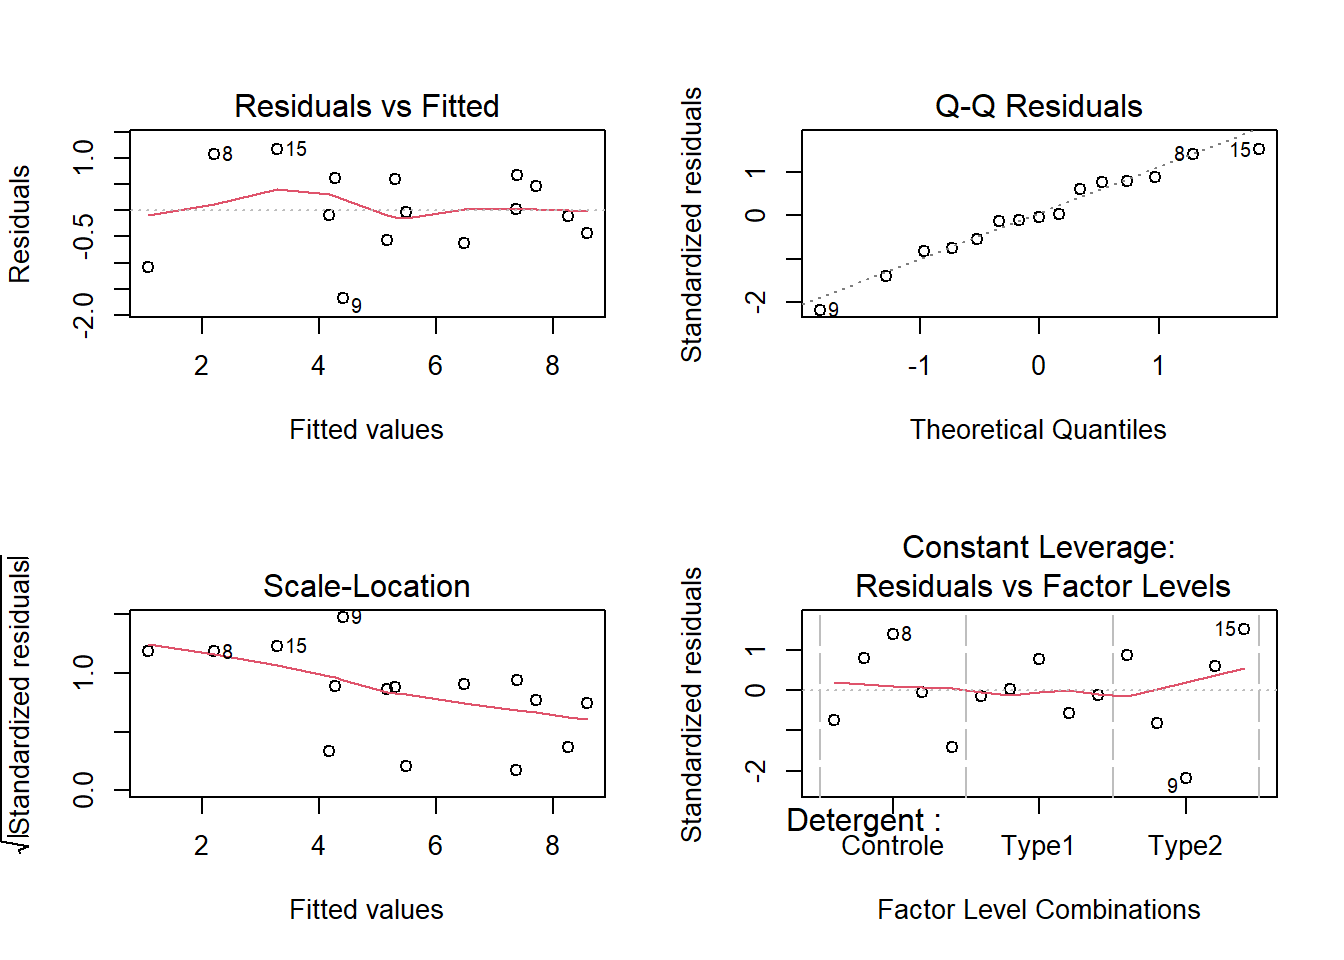 Residuals vs Fitted
Residuals
1.0
-0.5
-2.0
8
15
9
2 4 6 8
Fitted values
Q-Q Residuals
Standardized residuals
1
0
-2
8
15
9
-1 0 1
Theoretical Quantiles
Scale-Location
√|Standardized residuals|
1.0
0.0
9
8
15
2 4 6 8
Fitted values
Constant Leverage:
Residuals vs Factor Levels
Standardized residuals
1
0
-2
8
15
9
Detergent :
Controle Type1 Type2
Factor Level Combinations